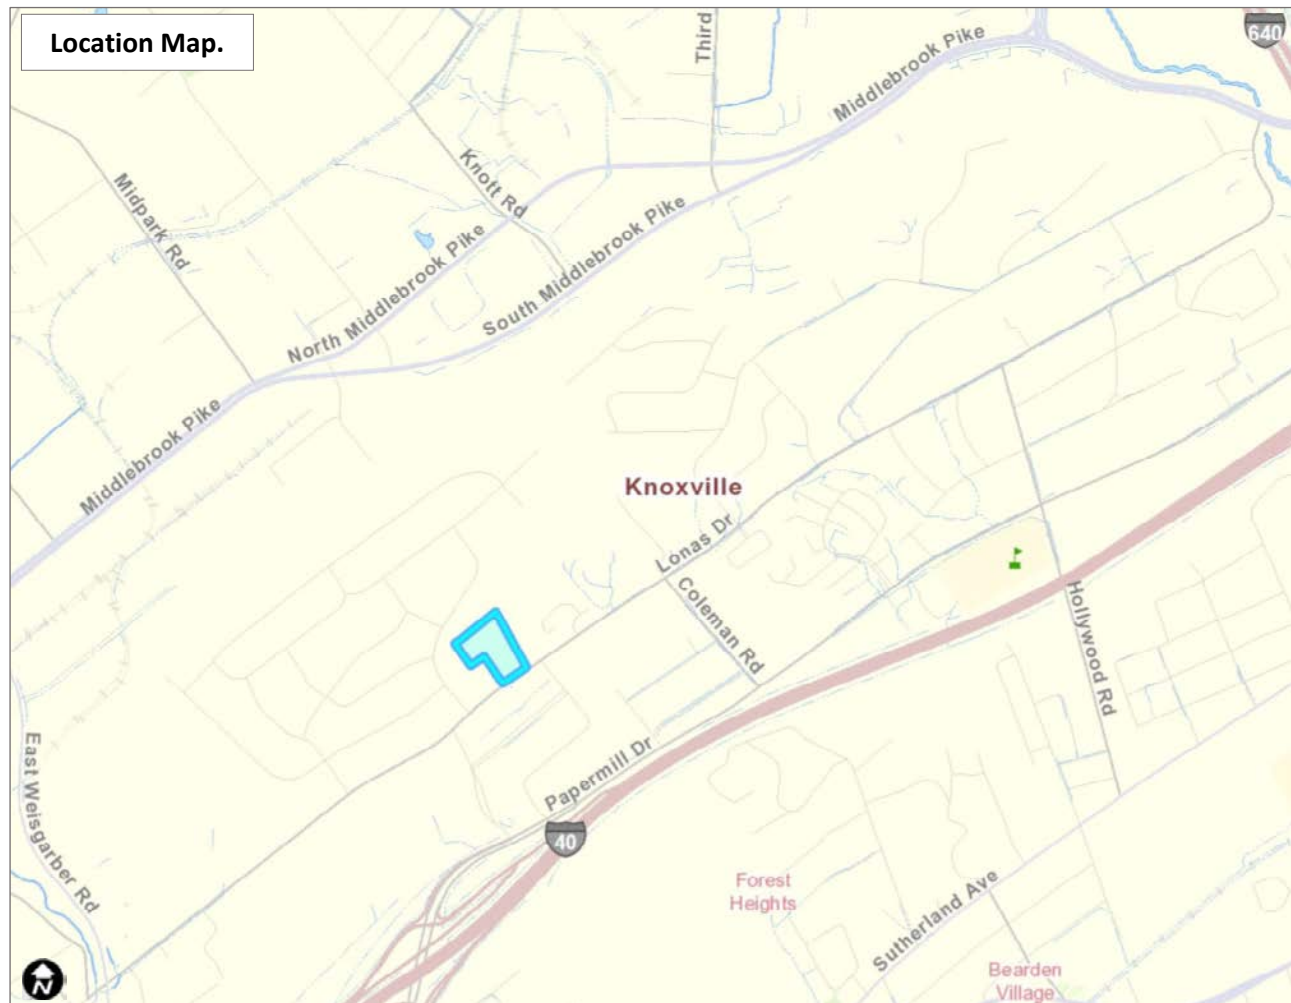 Location Map.
Third
640
Middlebrook Pike
Midpark Rd
Knott Rd
North Middlebrook Pike
South Middlebrook Pike
Middlebrook Pike
Knoxville
Lonas Dr
Coleman Rd
Hollywood Rd
East Weisgarber Rd
Papermill Dr
40
Forest
Heights
Sutherland Ave
Bearden
Village
N